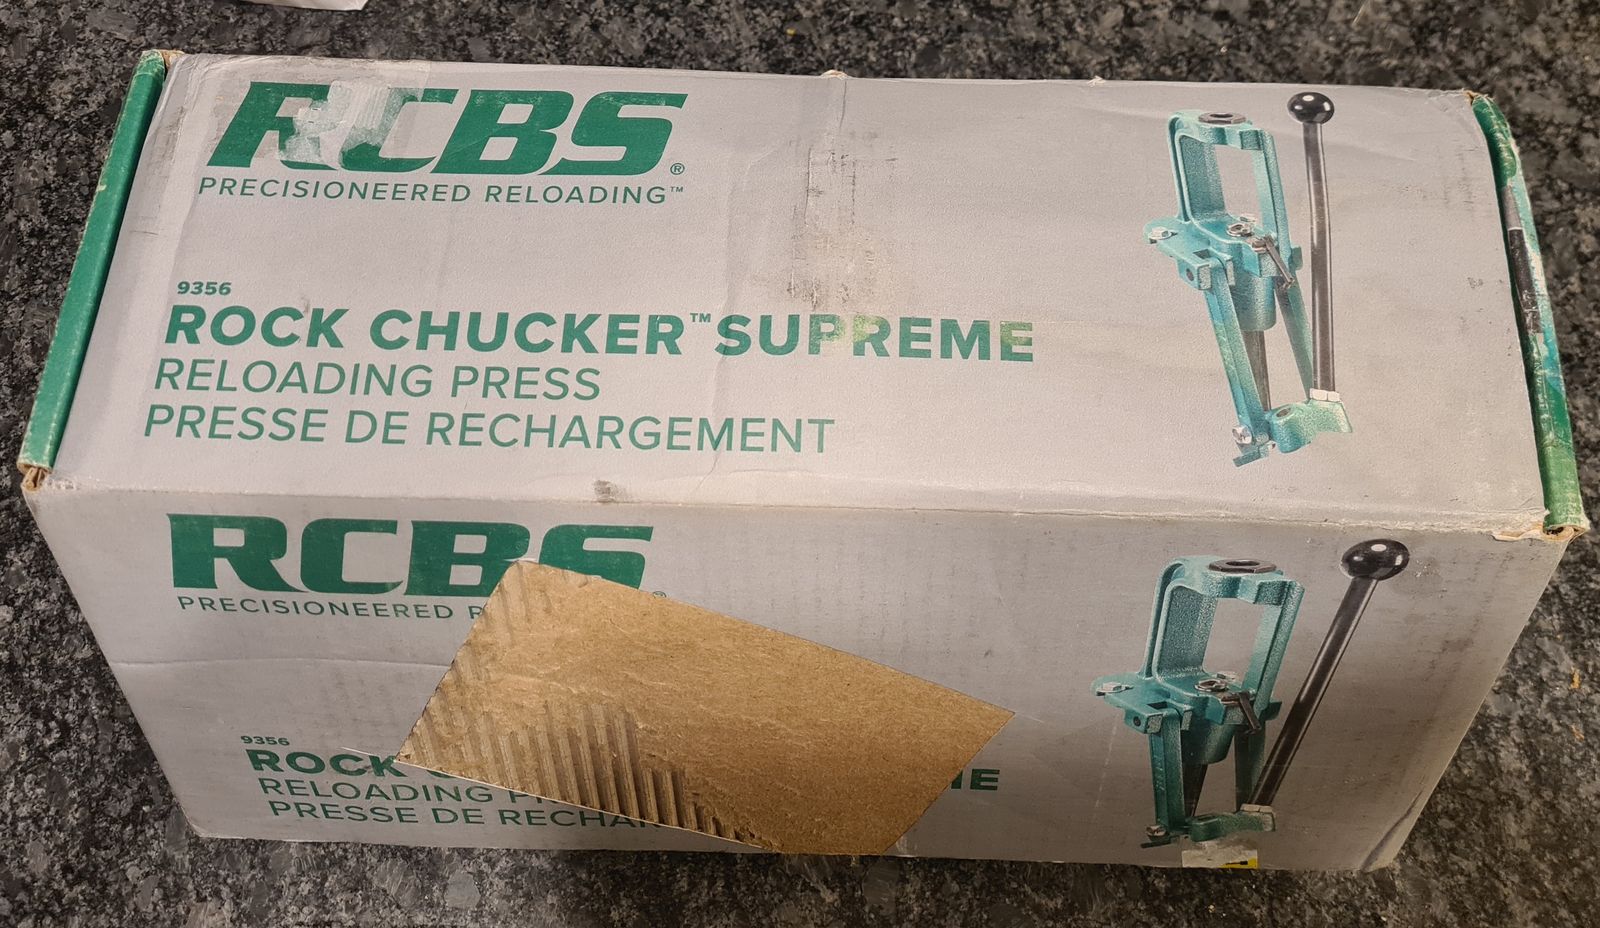 RCBS®
PRECISIONEERED RELOADING™
9356
ROCK CHUCKER™ SUPREME
RELOADING PRESS
PRESSE DE RECHARGEMENT
RCBS®
PRECISIONEERED
9356
ROCK
RELOADING
PRESSE DE